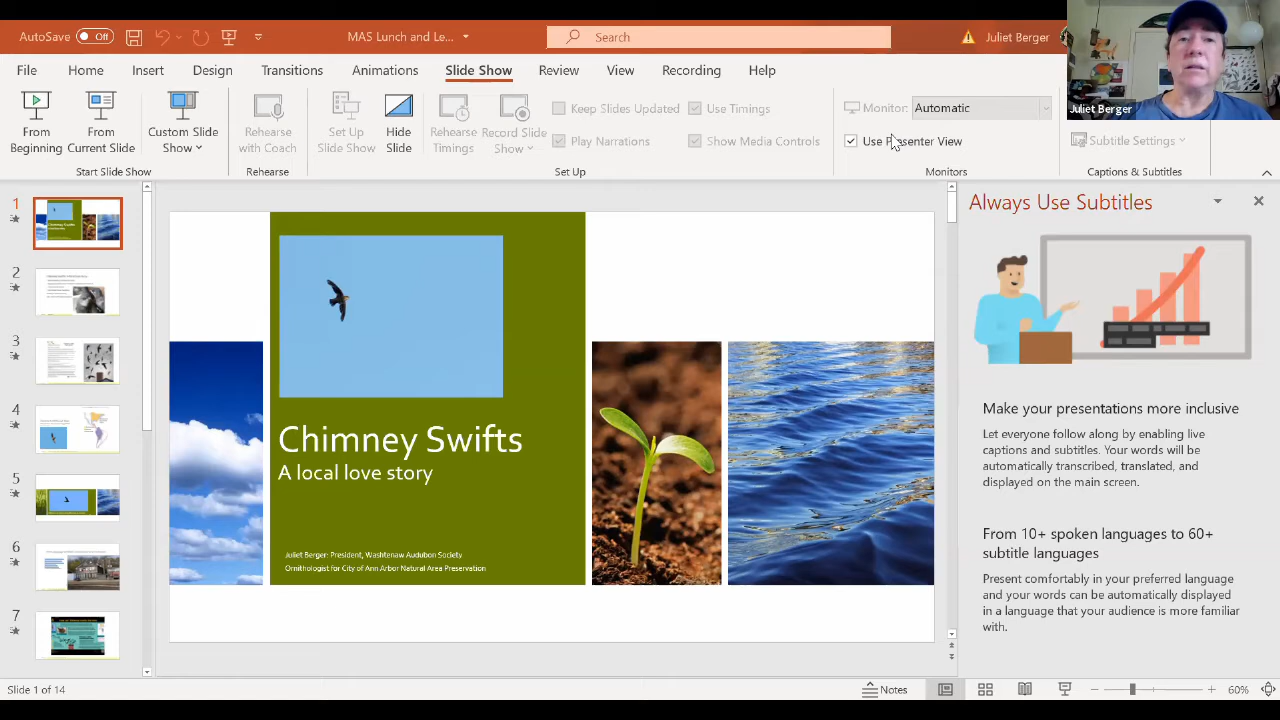 AutoSave Off
MAS Lunch and Le...
Search
Juliet Berger
File Home Insert Design Transitions Animations Slide Show Review View Recording Help
From Beginning
From Current Slide
Custom Slide Show
Start Slide Show
Rehearse with Coach
Rehearse
Set Up Slide Show
Hide Slide
Rehearse Timings
Record Slide Show
Keep Slides Updated
Play Narrations
Use Timings
Show Media Controls
Set Up
Monitor: Automatic
Use Presenter View
Monitors
Juliet Berger
Subtitle Settings
Captions & Subtitles
1
2
3
4
5
6
7
Chimney Swifts
A local love story
Juliet Berger: President, Washtenaw Audubon Society
Ornithologist for City of Ann Arbor Natural Area Preservation
Always Use Subtitles
Make your presentations more inclusive
Let everyone follow along by enabling live
captions and subtitles. Your words will be
automatically transcribed, translated, and
displayed on the main screen.
From 10+ spoken languages to 60+
subtitle languages
Present comfortably in your preferred language
and your words can be automatically displayed
in a language that your audience is more familiar
with.
Slide 1 of 14
Notes
60%